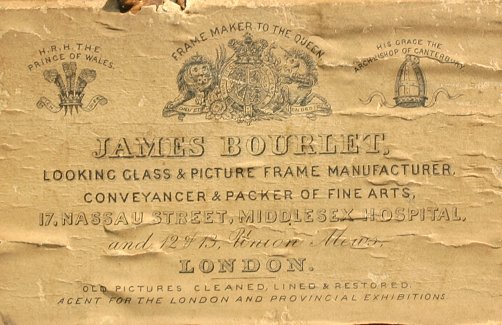 FRAME MAKER TO THE QUEEN
H.R.H. THE
PRINCE OF WALES.
HIS GRACE THE
ARCHBISHOP OF CANTERBURY
JAMES BOURLET,
LOOKING GLASS & PICTURE FRAME MANUFACTURER,
CONVEYANCER & PACKER OF FINE ARTS,
17, NASSAU STREET, MIDDLESEX HOSPITAL,
and 12 & 13, Union Mews,
LONDON.
OLD PICTURES CLEANED, LINED & RESTORED.
AGENT FOR THE LONDON AND PROVINCIAL EXHIBITIONS.